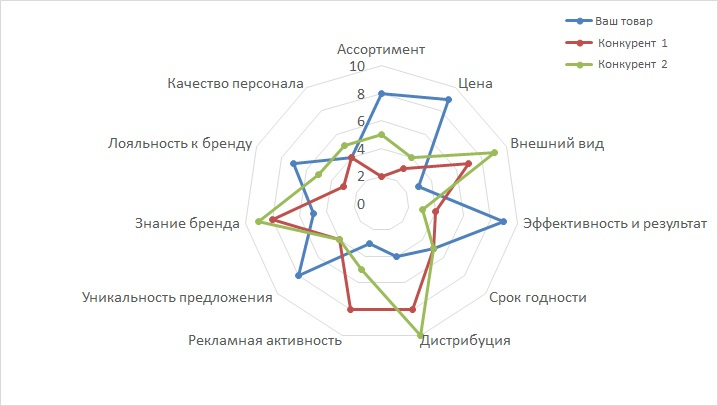 Ваш товар
Конкурент 1
Конкурент 2
Ассортимент
Цена
Внешний вид
Эффективность и результат
Срок годности
Дистрибуция
Рекламная активность
Уникальность предложения
Знание бренда
Лояльность к бренду
Качество персонала
10
8
6
4
2
0